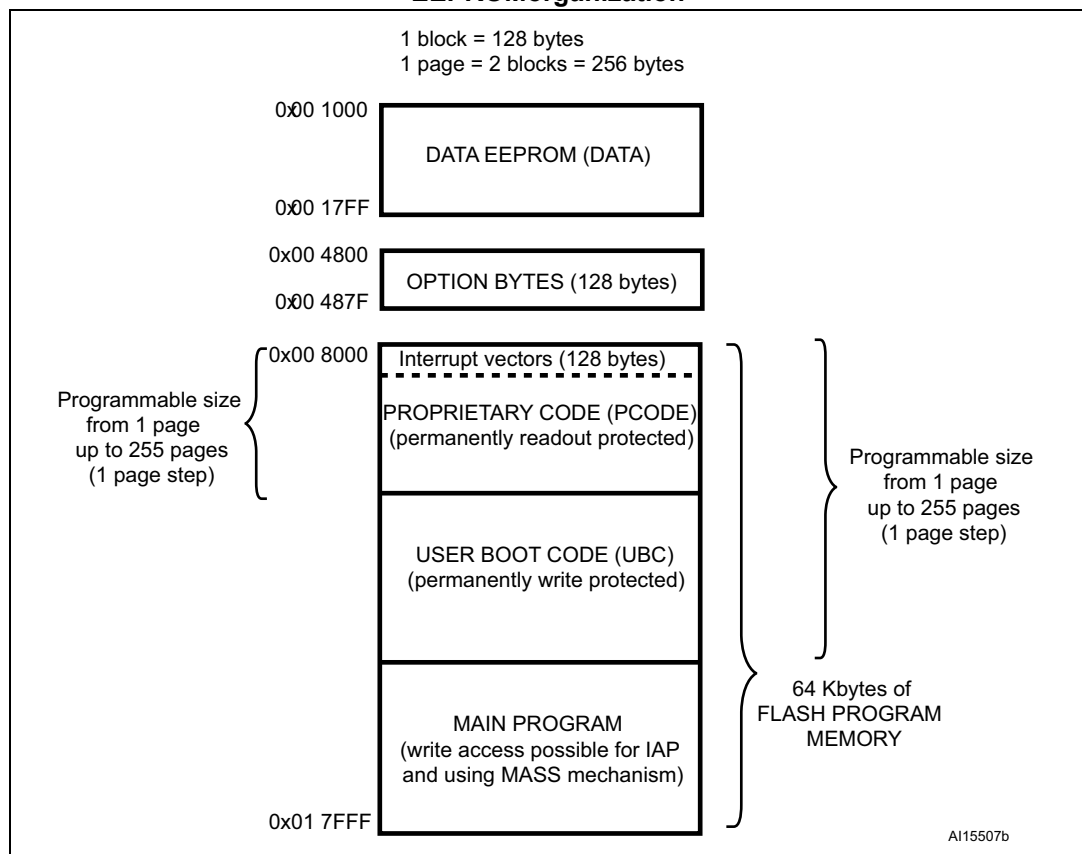 EEPROM organization
1 block = 128 bytes
1 page = 2 blocks = 256 bytes
0x00 1000
DATA EEPROM (DATA)
0x00 17FF
0x00 4800
OPTION BYTES (128 bytes)
0x00 487F
0x00 8000
Interrupt vectors (128 bytes)
Programmable size
from 1 page
up to 255 pages
(1 page step)
PROPRIETARY CODE (PCODE)
(permanently readout protected)
Programmable size
from 1 page
up to 255 pages
(1 page step)
USER BOOT CODE (UBC)
(permanently write protected)
64 Kbytes of
FLASH PROGRAM
MEMORY
MAIN PROGRAM
(write access possible for IAP
and using MASS mechanism)
0x01 7FFF
AI15507b